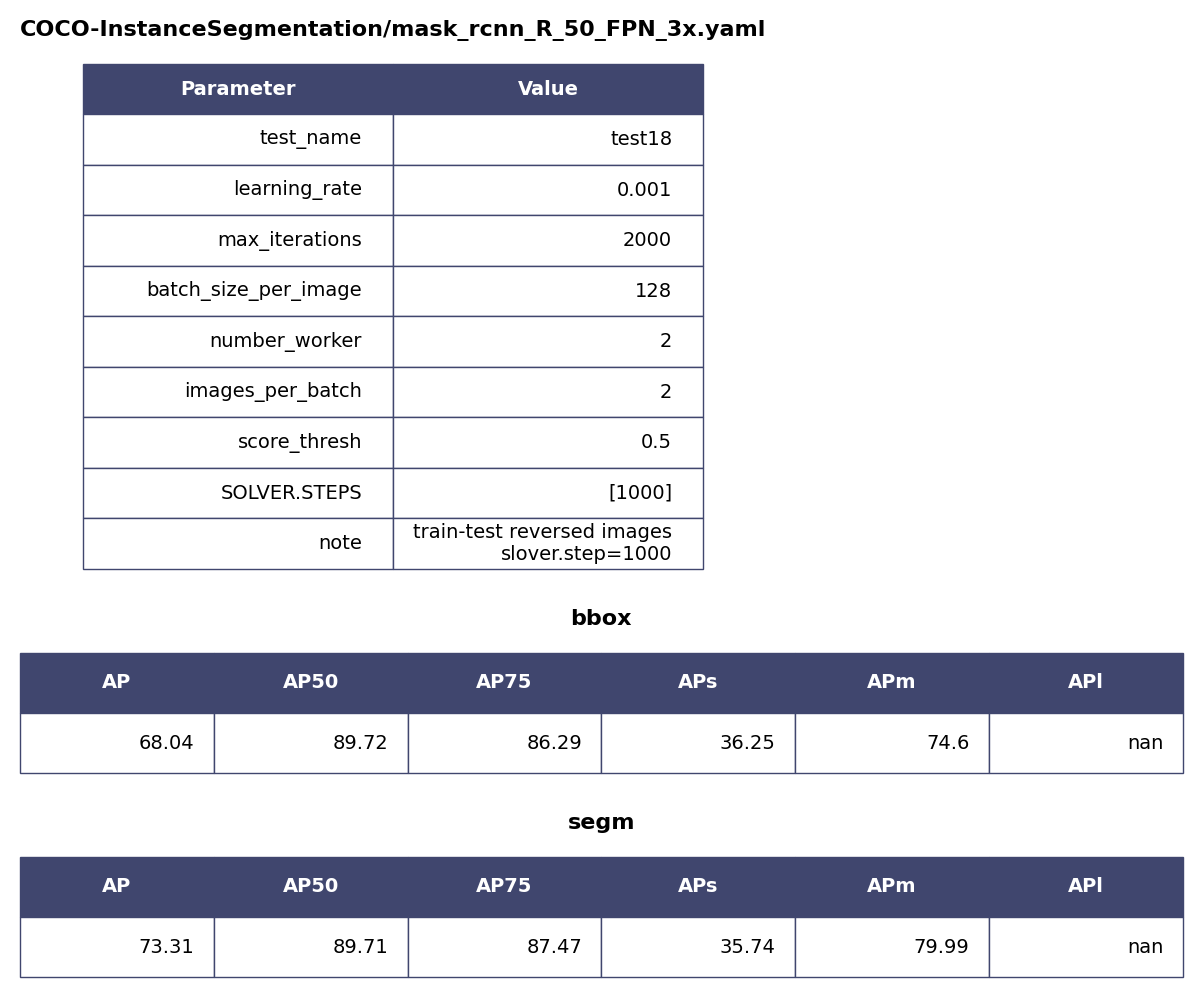 COCO-InstanceSegmentation/mask_rcnn_R_50_FPN_3x.yaml
Parameter Value
test_name test18
learning_rate 0.001
max_iterations 2000
batch_size_per_image 128
number_worker 2
images_per_batch 2
score_thresh 0.5
SOLVER.STEPS [1000]
note train-test reversed images
slover.step=1000
bbox
AP AP50 AP75 APs APm APl
68.04 89.72 86.29 36.25 74.6 nan
segm
AP AP50 AP75 APs APm APl
73.31 89.71 87.47 35.74 79.99 nan